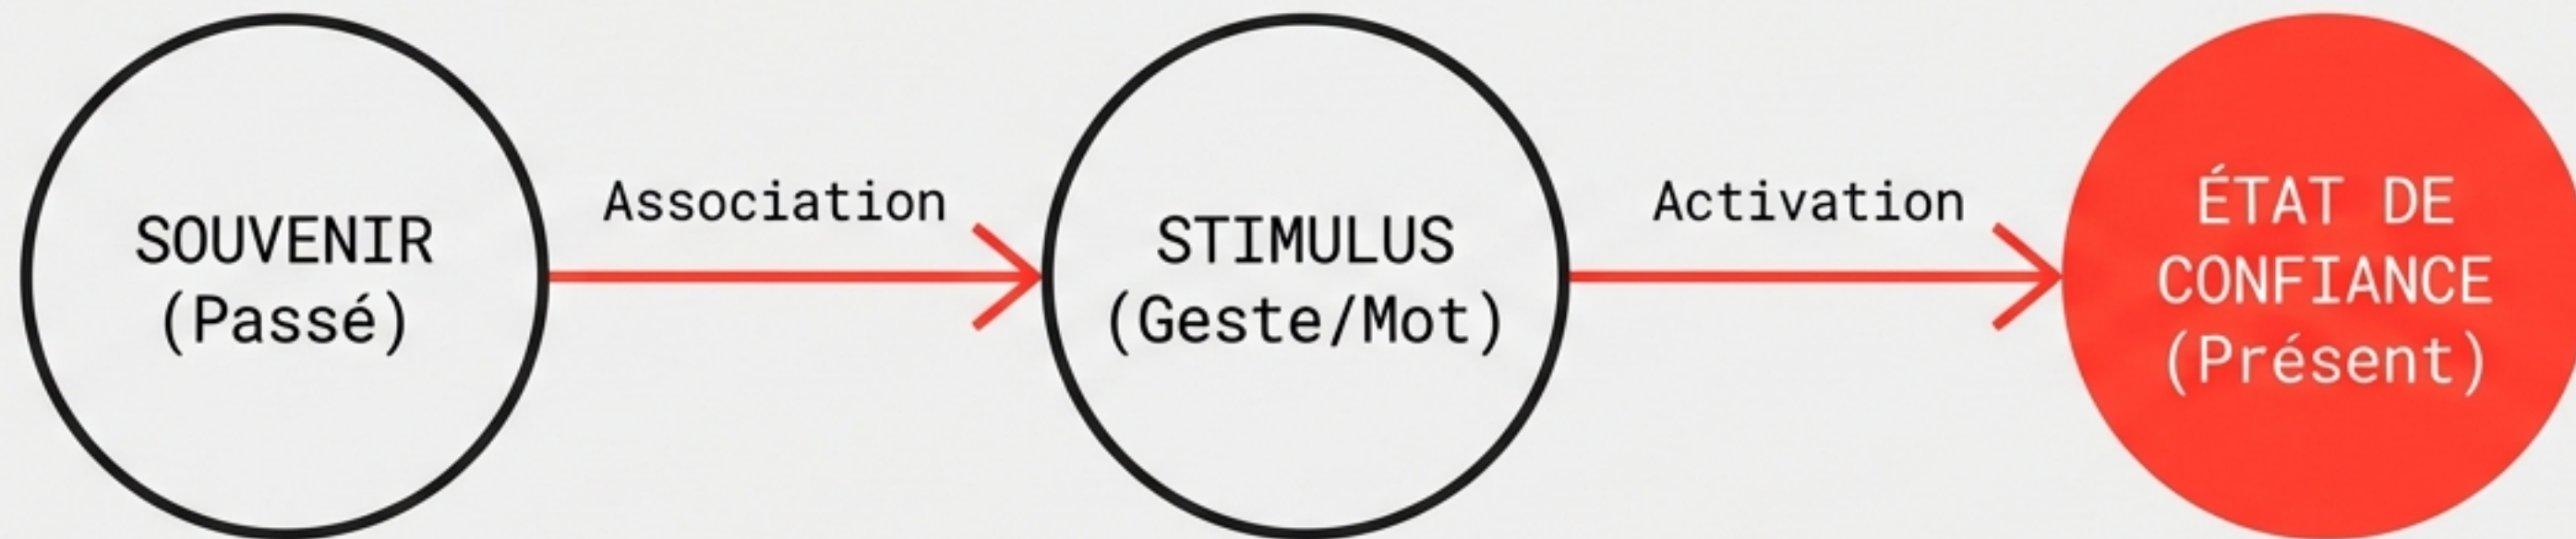 SOUVENIR
(Passé)
Association
STIMULUS
(Geste/Mot)
Activation
ÉTAT DE
CONFIANCE
(Présent)